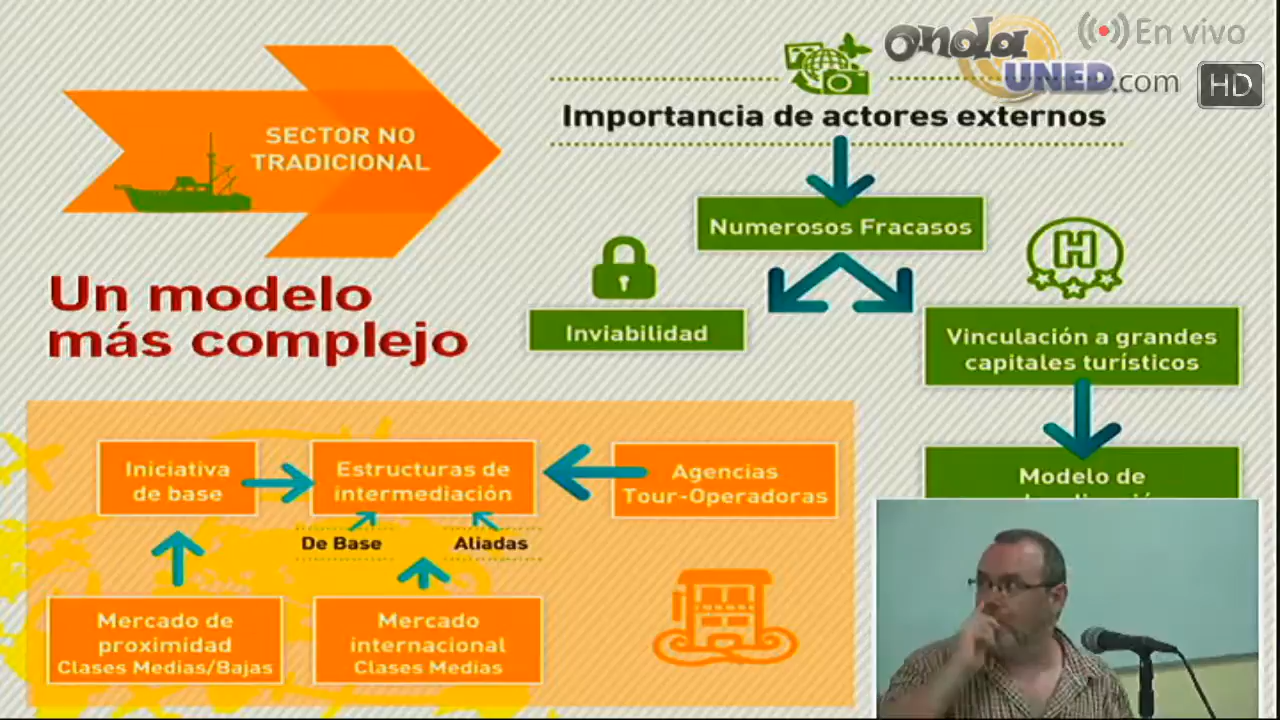 onda
UNED.com
En vivo
HD
SECTOR NO
TRADICIONAL
Importancia de actores externos
Numerosos Fracasos
Un modelo
más complejo
Inviabilidad
H
Vinculación a grandes
capitales turísticos
Iniciativa
de base
Estructuras de
intermediación
Agencias
Tour-Operadoras
Modelo de
De Base
Aliadas
Mercado de
proximidad
Clases Medias/Bajas
Mercado
internacional
Clases Medias